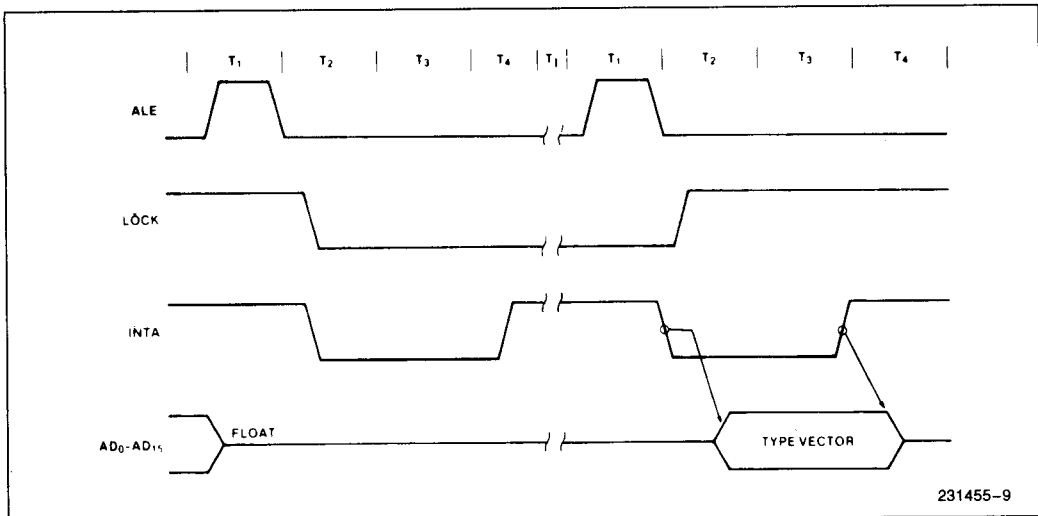 T₁ T₂ T₃ T₄ T₁ T₁ T₂ T₃ T₄
ALE
LOCK
INTA
AD₀-AD₁₅
FLOAT
TYPE VECTOR
231455-9